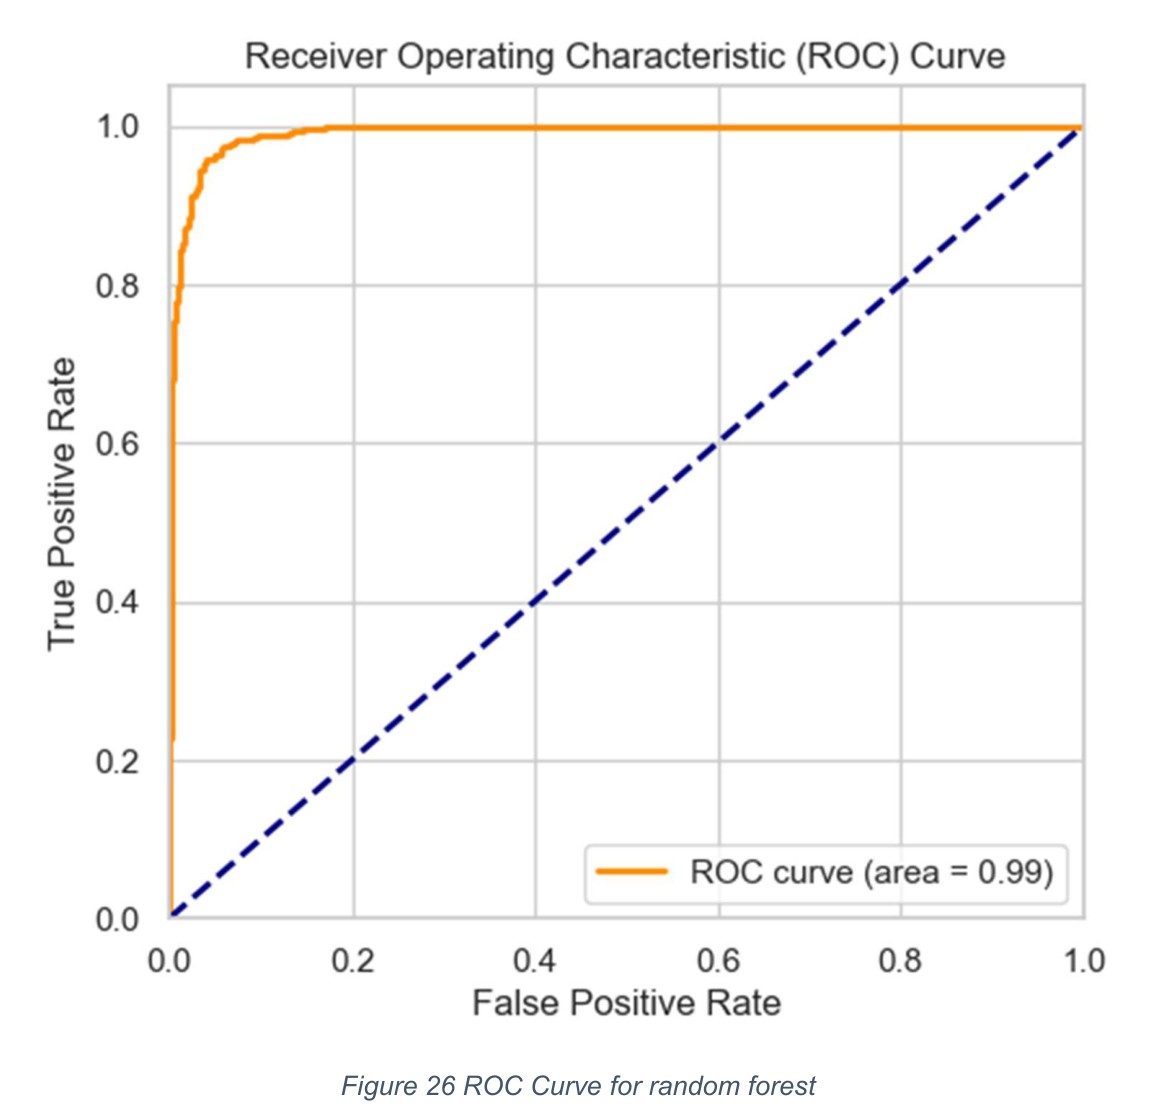 Receiver Operating Characteristic (ROC) Curve
1.0
0.8
0.6
0.4
0.2
0.0
True Positive Rate
ROC curve (area = 0.99)
0.0 0.2 0.4 0.6 0.8 1.0
False Positive Rate
Figure 26 ROC Curve for random forest